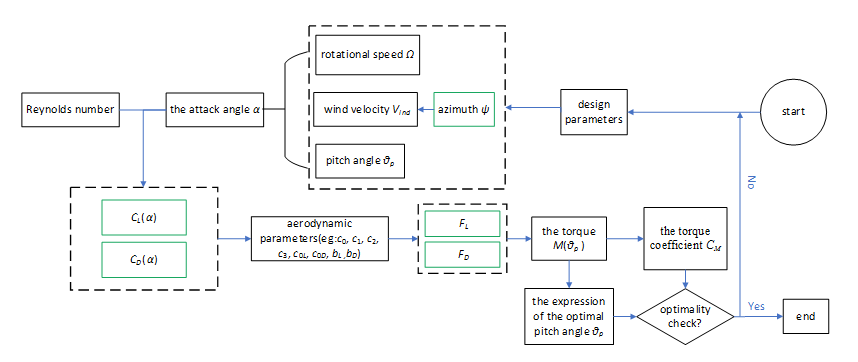 rotational speed Ω
Reynolds number
the attack angle α
wind velocity V_ind
azimuth ψ
design
parameters
start
pitch angle ϑ_p
No
C_L(α)
C_D(α)
aerodynamic
parameters(eg:c_0, c_1, c_2,
c_3, c_0L, c_0D, b_L,b_D)
F_L
F_D
the torque
M(ϑ_p)
the torque
coefficient C_M
the expression
of the optimal
pitch angle ϑ_p
optimality
check?
Yes
end